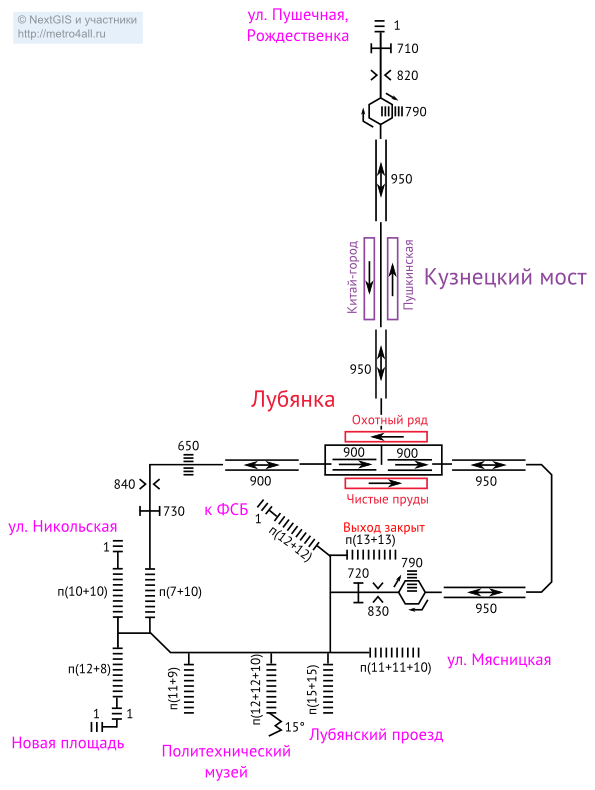 © NextGIS и участники
http://metro4all.ru
ул. Пушечная,
Рождественка
1
710
820
790
950
Китай-город
Пушкинская
Кузнецкий мост
950
Лубянка
Охотный ряд
650
900
900
900
950
Чистые пруды
840
730
к ФСБ
1
п(12+12)
Выход закрыт
п(13+13)
ул. Никольская
1
720
790
830
950
п(10+10)
п(7+10)
п(12+8)
п(11+9)
п(12+12+10)
п(15+15)
п(11+11+10)
ул. Мясницкая
1
1
15°
Новая площадь
Лубянский проезд
Политехнический
музей